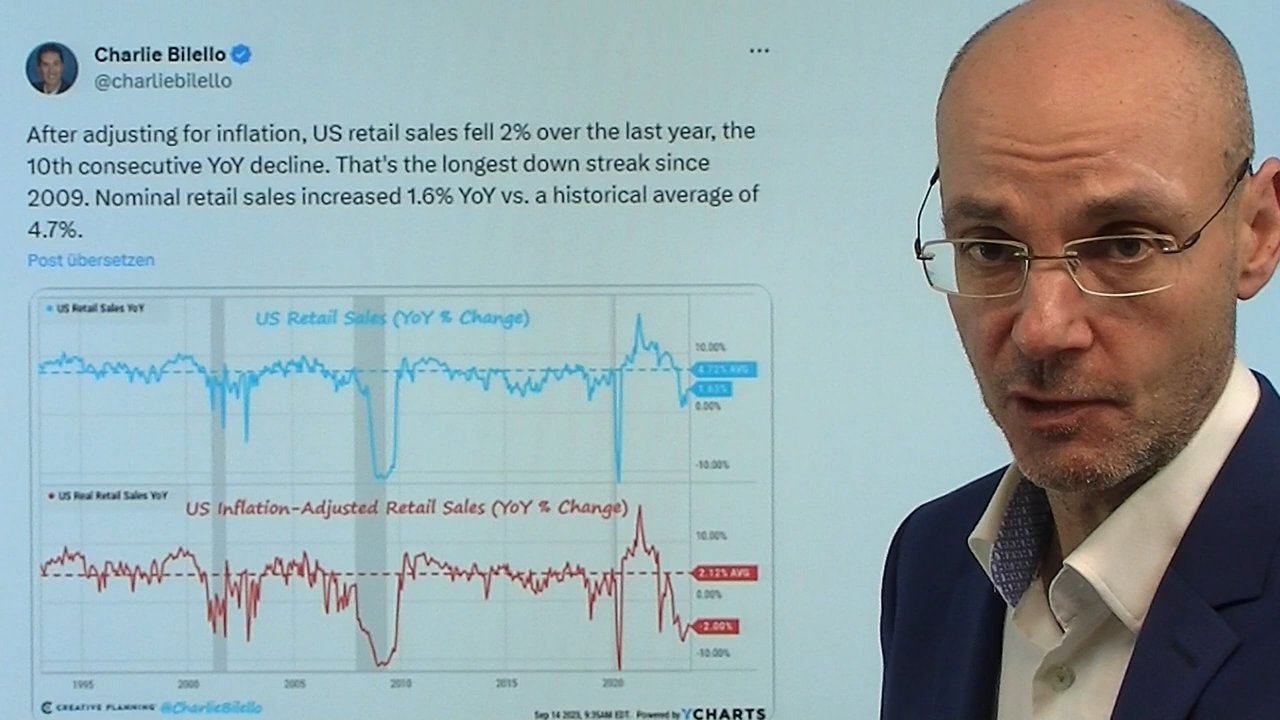 Charlie Bilello
@charliebilello
...
After adjusting for inflation, US retail sales fell 2% over the last year, the
10th consecutive YoY decline. That's the longest down streak since
2009. Nominal retail sales increased 1.6% YoY vs. a historical average of
4.7%.
Post übersetzen
US Retail Sales YoY
US Retail Sales (YoY % Change)
10.00%
4.72% AVG
1.63%
0.00%
-10.00%
US Real Retail Sales YoY
US Inflation-Adjusted Retail Sales (YoY % Change)
10.00%
2.12% AVG
0.00%
-2.00%
-10.00%
1995 2000 2005 2010 2015 2020
CREATIVE PLANNING @CharlieBilello
Sep 14 2023, 9:35AM EDT. Powered by YCHARTS